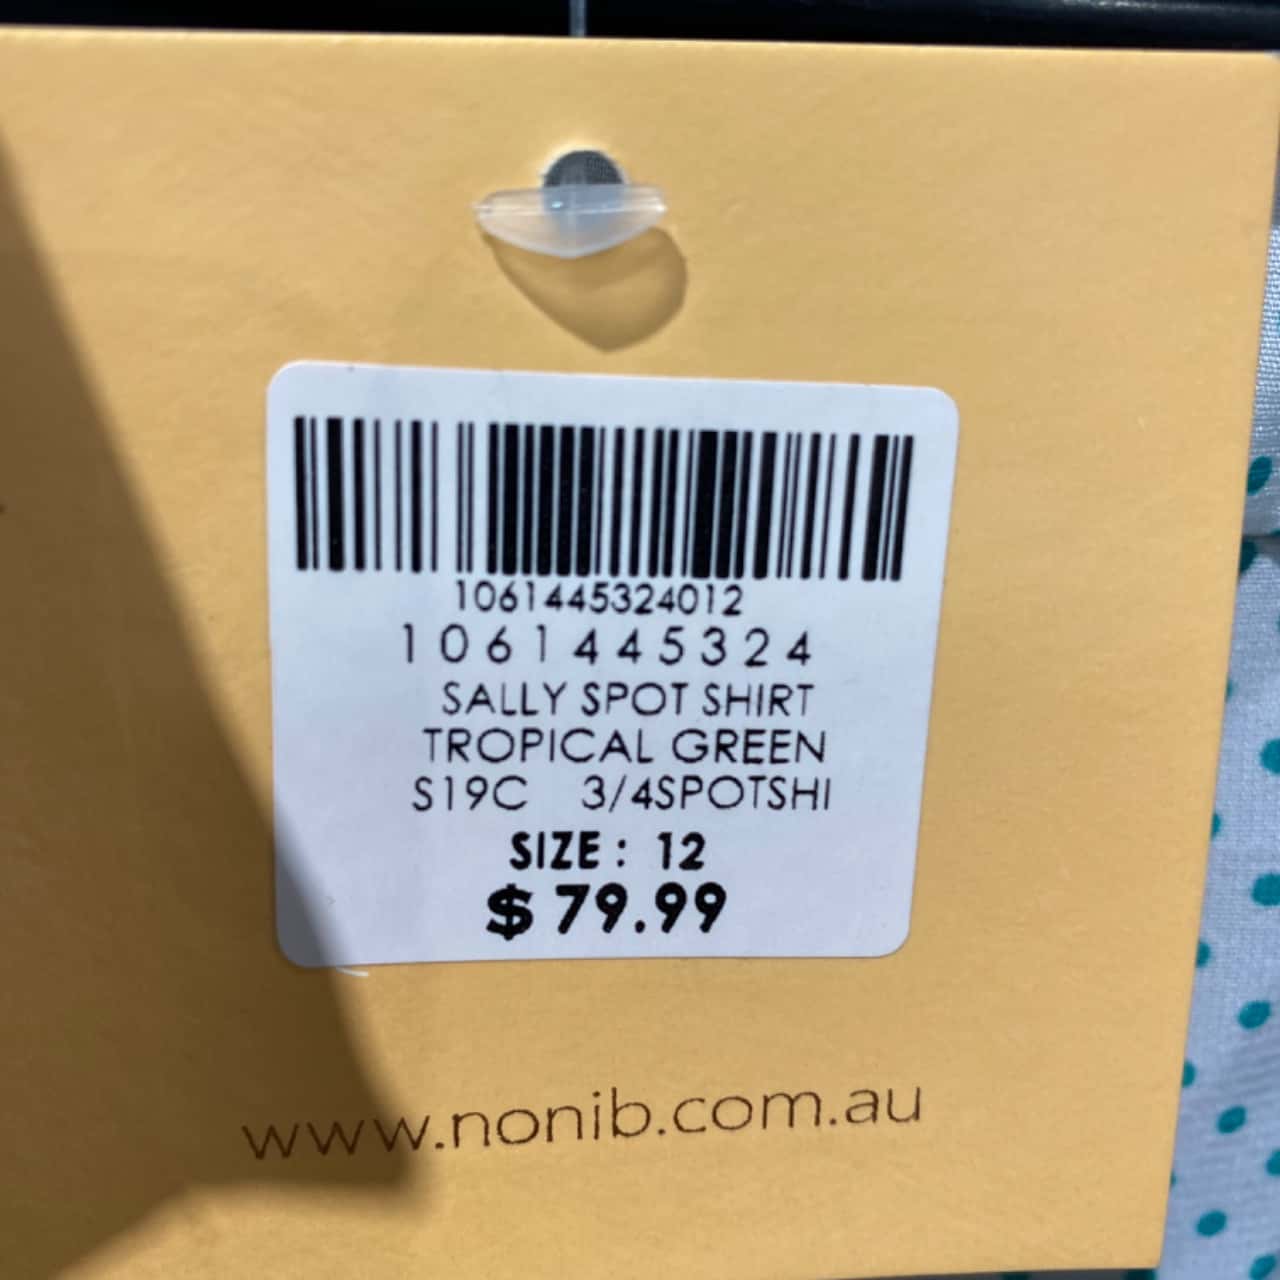 1061445324012
1061445324
SALLY SPOT SHIRT
TROPICAL GREEN
S19C 3/4SPOTSHI
SIZE : 12
$79.99
www.nonib.com.au